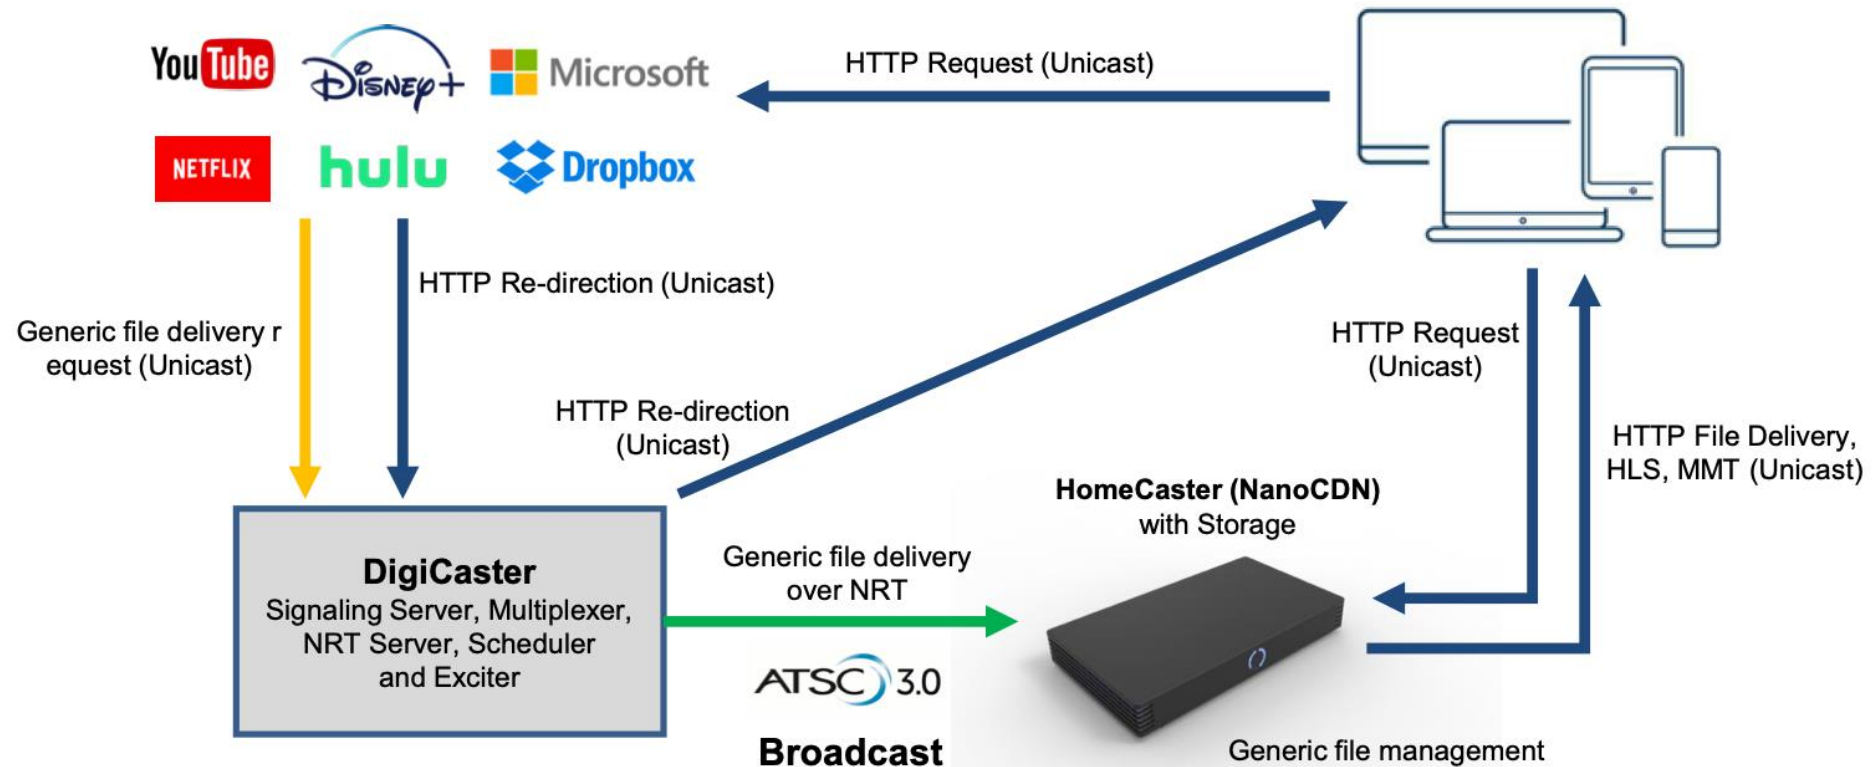 YouTube
Disney+
Microsoft
NETFLIX
hulu
Dropbox
HTTP Request (Unicast)
HTTP Re-direction (Unicast)
Generic file delivery r
equest (Unicast)
HTTP Re-direction
(Unicast)
HTTP Request
(Unicast)
HTTP File Delivery,
HLS, MMT (Unicast)
HomeCaster (NanoCDN)
with Storage
DigiCaster
Signaling Server, Multiplexer,
NRT Server, Scheduler
and Exciter
Generic file delivery
over NRT
ATSC 3.0
Broadcast
Generic file management